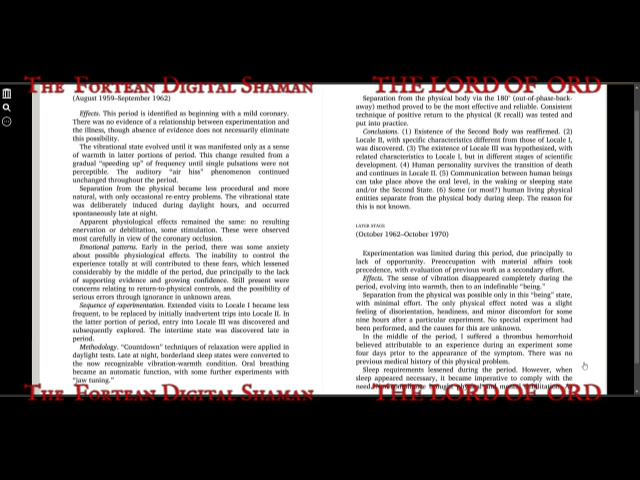 The Fortean Digital Shaman
THE LORD OF ORD
(August 1959–September 1962)
Effects. This period is identified as beginning with a mild coronary.
There was no evidence of a relationship between experimentation and
the illness, though absence of evidence does not necessarily eliminate
this possibility.
The vibrational state evolved until it was manifested only as a sense
of warmth in latter portions of period. This change resulted from a
gradual "speeding up" of frequency until single pulsations were not
perceptible. The auditory "air hiss" phenomenon continued
unchanged throughout the period.
Separation from the physical became less procedural and more
natural, with only occasional re-entry problems. The vibrational state
was deliberately induced during daylight hours, and occurred
spontaneously late at night.
Apparent physiological effects remained the same: no resulting
enervation or debilitation, some stimulation. These were observed
most carefully in view of the coronary occlusion.
Emotional patterns. Early in the period, there was some anxiety
about possible physiological effects. The inability to control the
experience totally at will contributed to these fears, which lessened
considerably by the middle of the period, due principally to the lack
of supporting evidence and growing confidence. Still present were
concerns relating to return-to-physical controls, and the possibility of
serious errors through ignorance in unknown areas.
Sequence of experimentation. Extended visits to Locale I became less
frequent, to be replaced by initially inadvertent trips into Locale II. In
the latter portion of period, entry into Locale III was discovered and
subsequently explored. The intertime state was discovered late in
period.
Methodology. "Countdown" techniques of relaxation were applied in
daylight tests. Late at night, borderland sleep states were converted to
the now recognizable vibration-warmth condition. Oral breathing
became an automatic function, with some further experiments with
"jaw tuning."
Separation from the physical body via the 180° (out-of-phase-back-
away) method proved to be the most effective and reliable. Consistent
technique of positive return to the physical (K recall) was tested and
put into practice.
Conclusions. (1) Existence of the Second Body was reaffirmed. (2)
Locale II, with specific characteristics different from those of Locale I,
was discovered. (3) The existence of Locale III was hypothesized, with
related characteristics to Locale I, but in different stages of scientific
development. (4) Human personality survives the transition of death
and continues in Locale II. (5) Communication between human beings
can take place above the oral level, in the waking or sleeping state
and/or the Second State. (6) Some (or most?) human living physical
entities separate from the physical body during sleep. The reason for
this is not known.
LATER STAGE
(October 1962–October 1970)
Experimentation was limited during this period, due principally to
lack of opportunity. Preoccupation with material affairs took
precedence, with evaluation of previous work as a secondary effort.
Effects. The sense of vibration disappeared completely during the
period, evolving into warmth, then to an indefinable "being."
Separation from the physical was possible only in this "being" state,
with minimal effort. The only physical effect noted was a slight
feeling of disorientation, headiness, and minor discomfort for some
nine hours after a particular experiment. No special experiment had
been performed, and the causes for this are unknown.
In the middle of the period, I suffered a thrombus hemorrhoid
believed attributable to an experience during an experiment some
four days prior to the appearance of the symptom. There was no
previous medical history of this physical problem.
Sleep requirements lessened during the period. However, when
sleep appeared necessary, it became imperative to comply with the
The Fortean Digital Shaman
THE LORD OF ORD